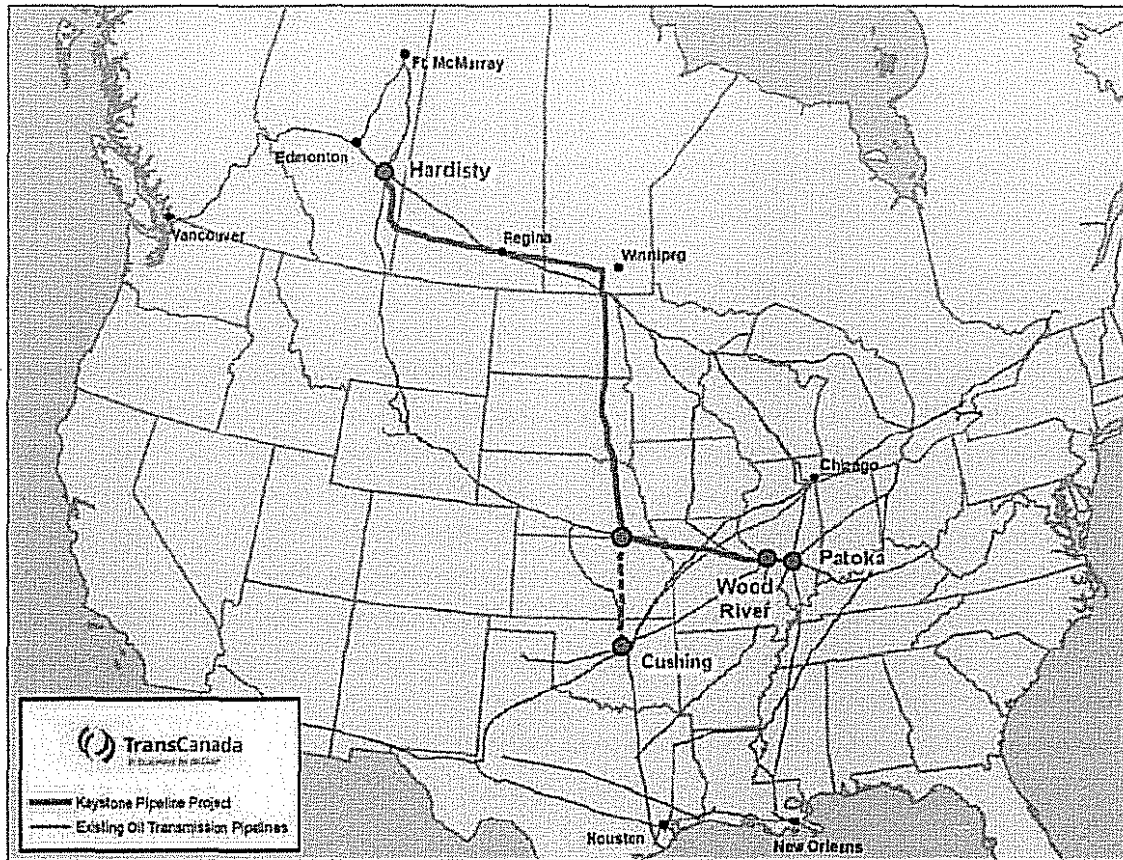 Ft. McMurray
Edmonton
Hardisty
Vancouver
Regina
Winnipeg
Chicago
Patoka
Wood
River
Cushing
TransCanada
Keystone Pipeline Project
Existing Oil Transmission Pipelines
Houston
New Orleans